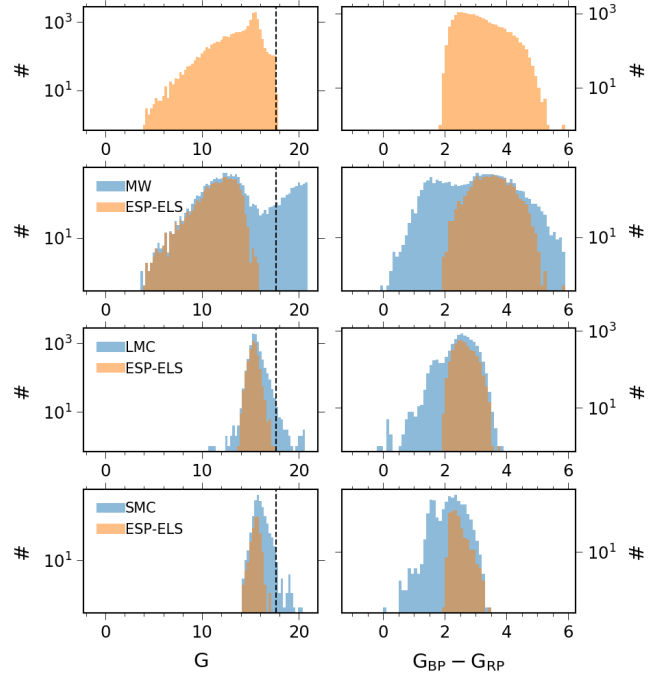 # 10³ 10¹ 0 10 20
0 2 4 6 10³ 10¹ #
# 10¹ MW ESP-ELS 0 10 20
0 2 4 6 10¹ #
# 10³ 10¹ LMC ESP-ELS 0 10 20
0 2 4 6 10³ 10¹ #
# 10¹ SMC ESP-ELS 0 10 20
G
0 2 4 6 10¹ #
G_BP − G_RP